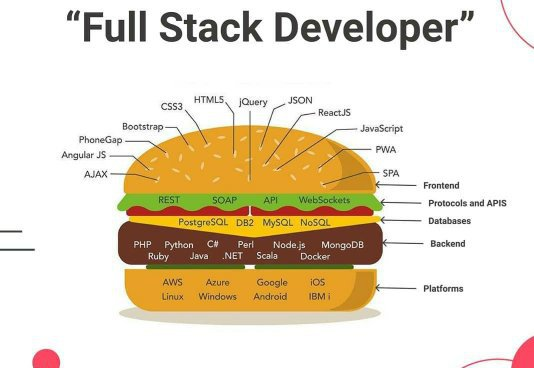 “Full Stack Developer”
HTML5
jQuery
JSON
CSS3
ReactJS
Bootstrap
JavaScript
PhoneGap
PWA
Angular JS
SPA
AJAX
Frontend
REST SOAP API WebSockets
Protocols and APIS
PostgreSQL DB2 MySQL NoSQL
Databases
PHP Python C# Perl Node.js MongoDB
Backend
Ruby Java .NET Scala Docker
AWS Azure Google iOS
Platforms
Linux Windows Android IBM i